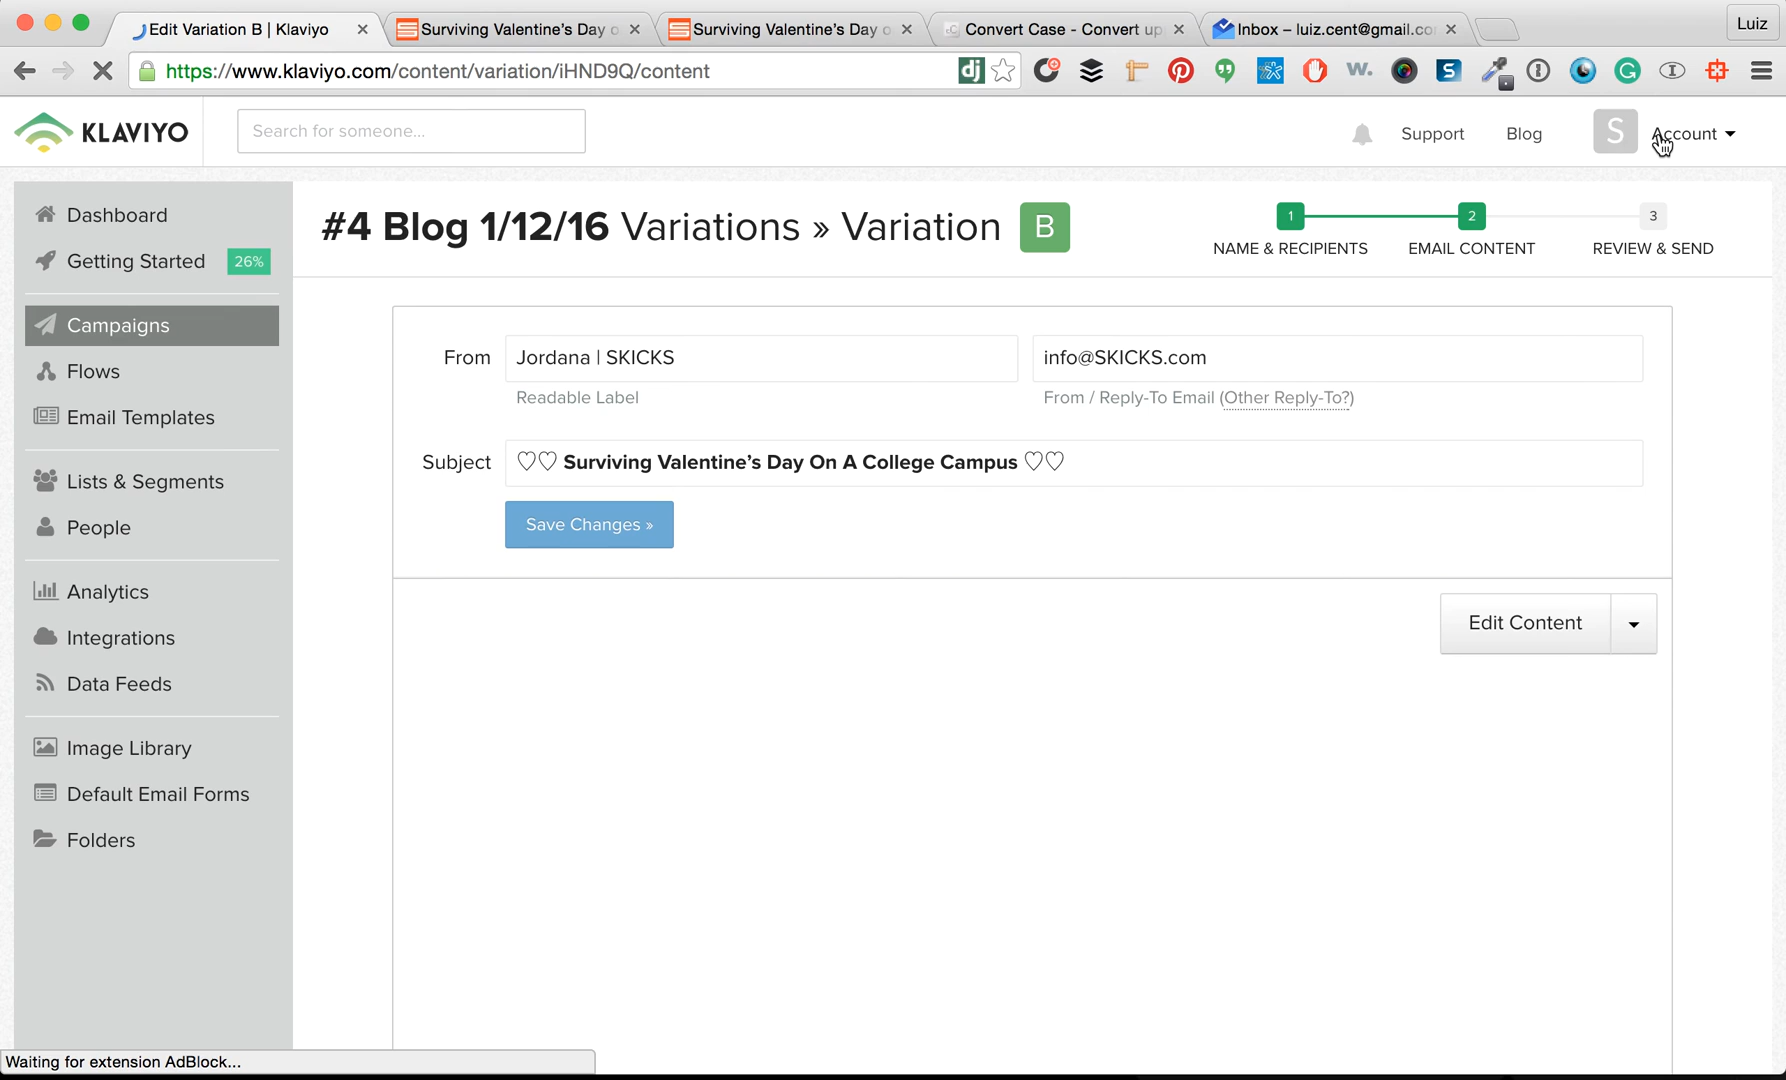 Edit Variation B | Klaviyo
Surviving Valentine's Day o
Surviving Valentine's Day o
Convert Case - Convert up
Inbox – luiz.cent@gmail.co
Luiz
https://www.klaviyo.com/content/variation/iHND9Q/content
KLAVIYO
Search for someone...
Support
Blog
S
Account
Dashboard
Getting Started 26%
Campaigns
Flows
Email Templates
Lists & Segments
People
Analytics
Integrations
Data Feeds
Image Library
Default Email Forms
Folders
#4 Blog 1/12/16 Variations » Variation B
1
2
3
NAME & RECIPIENTS
EMAIL CONTENT
REVIEW & SEND
From
Jordana | SKICKS
info@SKICKS.com
Readable Label
From / Reply-To Email (Other Reply-To?)
Subject
♡♡ Surviving Valentine's Day On A College Campus ♡♡
Save Changes »
Edit Content
Waiting for extension AdBlock...